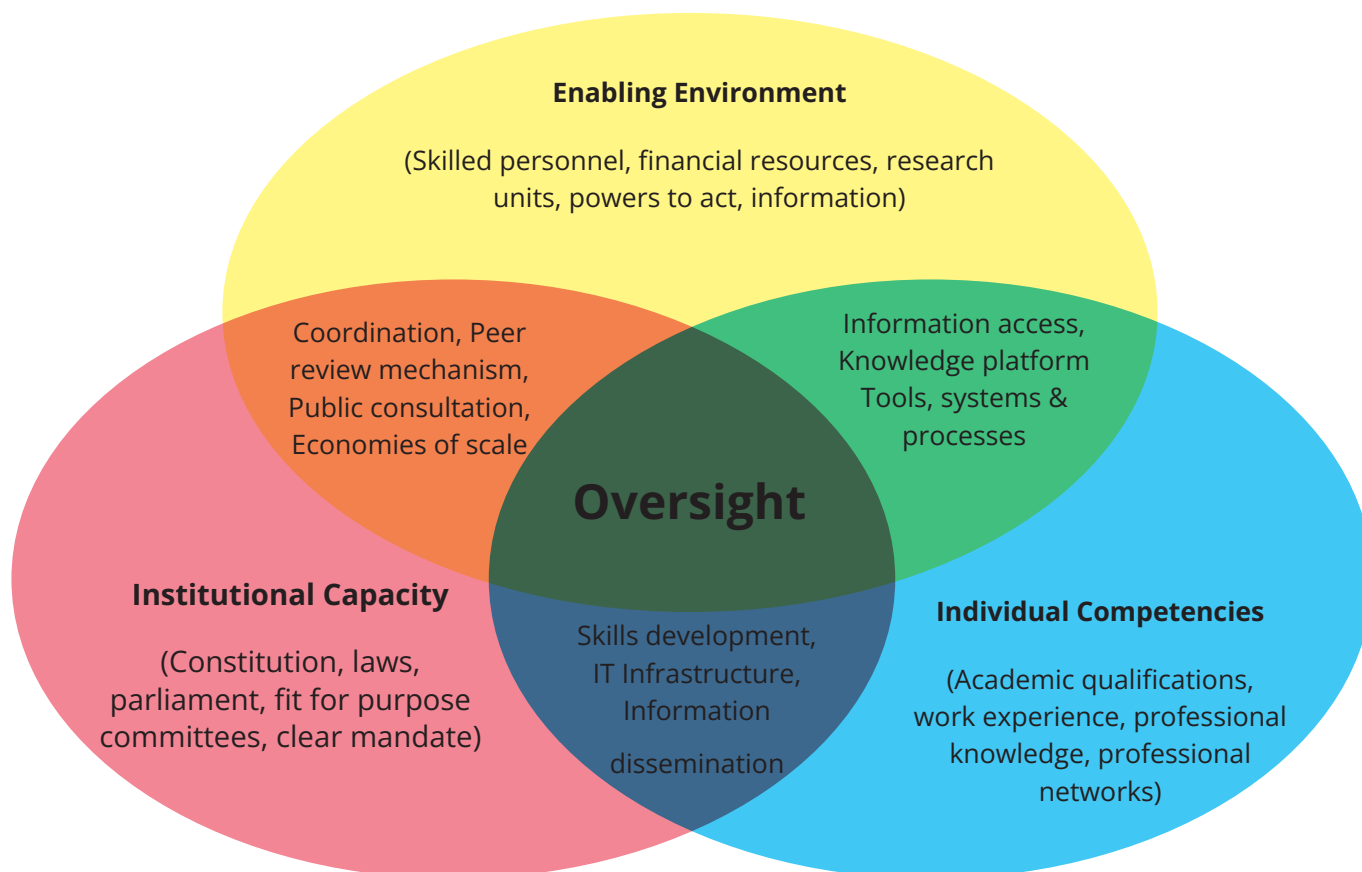 Enabling Environment
(Skilled personnel, financial resources, research
units, powers to act, information)
Coordination, Peer
review mechanism,
Public consultation,
Economies of scale
Information access,
Knowledge platform
Tools, systems &
processes
Oversight
Institutional Capacity
(Constitution, laws,
parliament, fit for purpose
committees, clear mandate)
Skills development,
IT Infrastructure,
Information
dissemination
Individual Competencies
(Academic qualifications,
work experience, professional
knowledge, professional
networks)